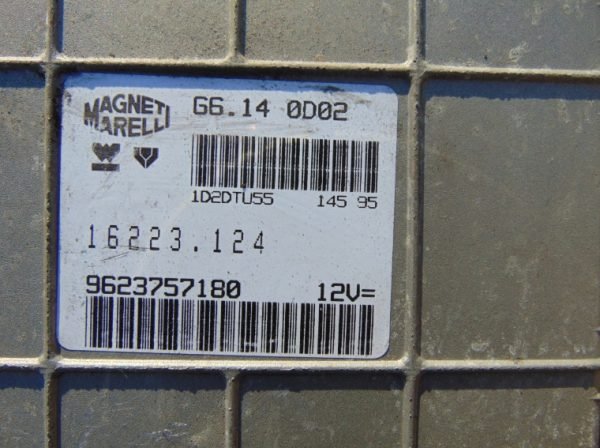 MAGNETI
MARELLI
G6.14 0D02
1D2DTU55 145 95
16223.124
9623757180 12V=